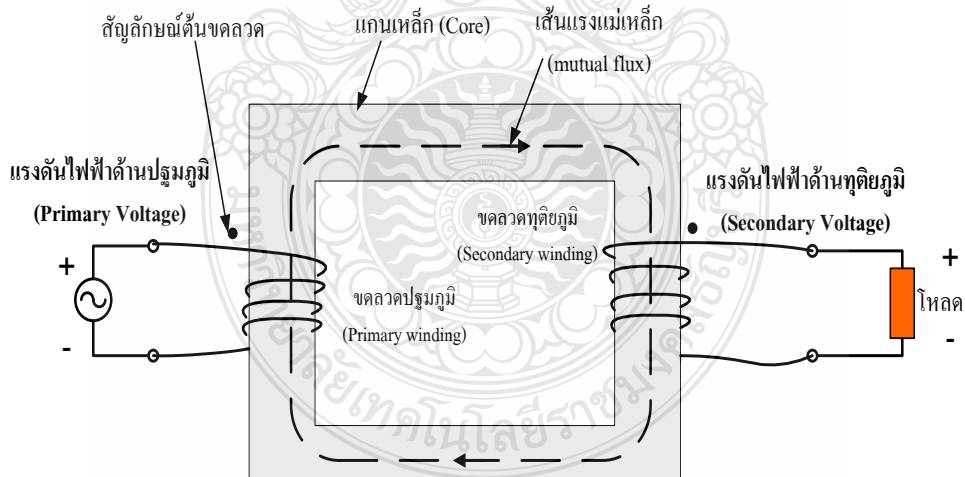 สัญลักษณ์ต้นขดลวด
แกนเหล็ก (Core)
เส้นแรงแม่เหล็ก
(mutual flux)
แรงดันไฟฟ้าด้านปฐมภูมิ
(Primary Voltage)
แรงดันไฟฟ้าด้านทุติยภูมิ
(Secondary Voltage)
ขดลวดทุติยภูมิ
(Secondary winding)
ขดลวดปฐมภูมิ
(Primary winding)
+
-
+
โหลด
-